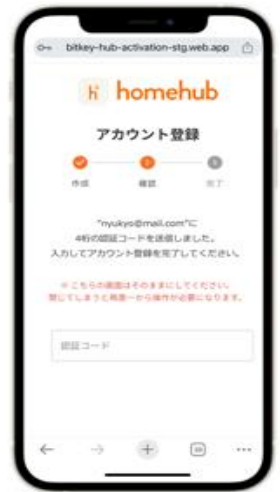 bitkey-hub-activation-stg.web.app
h homehub
アカウント登録
作成 確認 完了
"nyukyo@mail.com"に
4桁の認証コードを送信しました。
入力してアカウント登録を完了してください。
※こちらの画面はそのままにしてください。
閉じてしまうと再度一から操作が必要になります。
認証コード